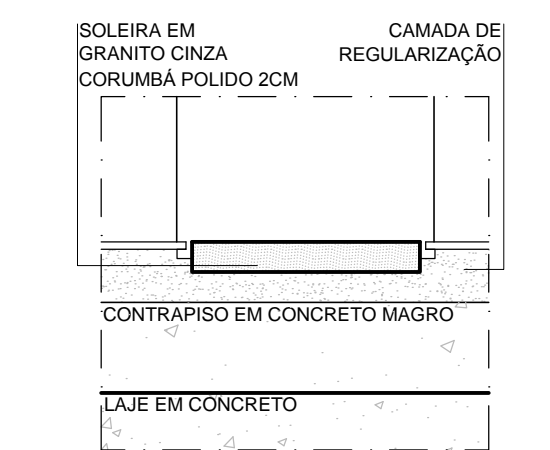 SOLEIRA EM
GRANITO CINZA
CORUMBÁ POLIDO 2CM
CAMADA DE
REGULARIZAÇÃO
CONTRAPISO EM CONCRETO MAGRO
LAJE EM CONCRETO